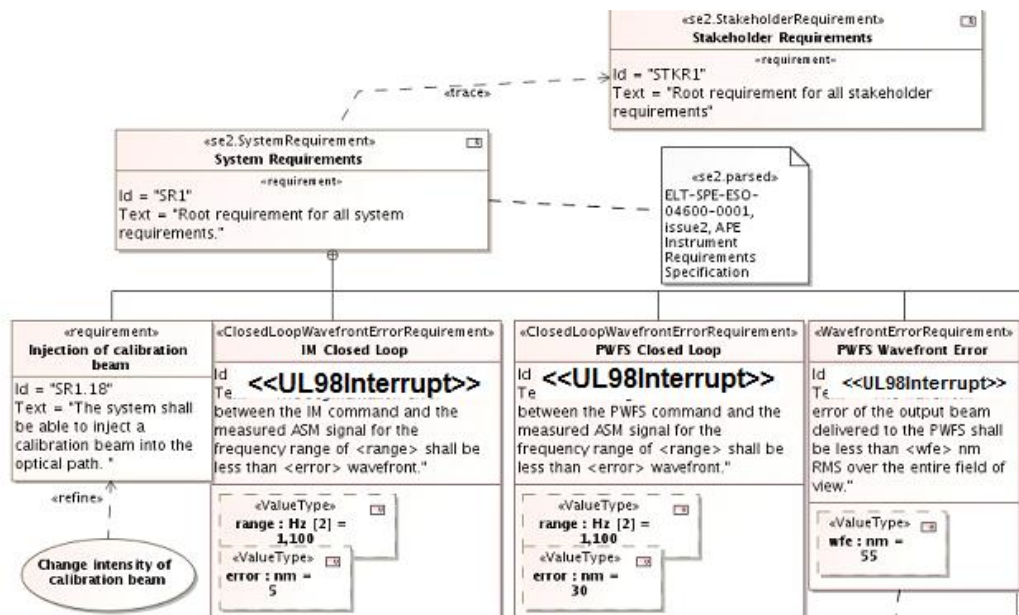 «se2.StakeholderRequirement»
Stakeholder Requirements
«requirement»
Id = "STKR1"
Text = "Root requirement for all stakeholder
requirements"
«trace»
«se2.SystemRequirement»
System Requirements
«requirement»
Id = "SR1"
Text = "Root requirement for all system
requirements."
«se2.parsed»
ELT-SPE-ESO-
04600-0001,
issue2, APE
Instrument
Requirements
Specification
«requirement»
Injection of calibration
beam
Id = "SR1.18"
Text = "The system shall
be able to inject a
calibration beam into the
optical path. "
«refine»
Change intensity of
calibration beam
«ClosedLoopWavefrontErrorRequirement»
IM Closed Loop
Id
<<UL98Interrupt>>
between the IM command and the
measured ASM signal for the
frequency range of <range> shall be
less than <error> wavefront."
«ValueType»
range : Hz [2] =
1,100
«ValueType»
error : nm =
5
«ClosedLoopWavefrontErrorRequirement»
PWFS Closed Loop
Id
<<UL98Interrupt>>
between the PWFS command and the
measured ASM signal for the
frequency range of <range> shall be
less than <error> wavefront."
«ValueType»
range : Hz [2] =
1,100
«ValueType»
error : nm =
30
«WavefrontErrorRequirement»
PWFS Wavefront Error
Id
<<UL98Interrupt>>
error of the output beam
delivered to the PWFS shall
be less than <wfe> nm
RMS over the entire field of
view."
«ValueType»
wfe : nm =
55